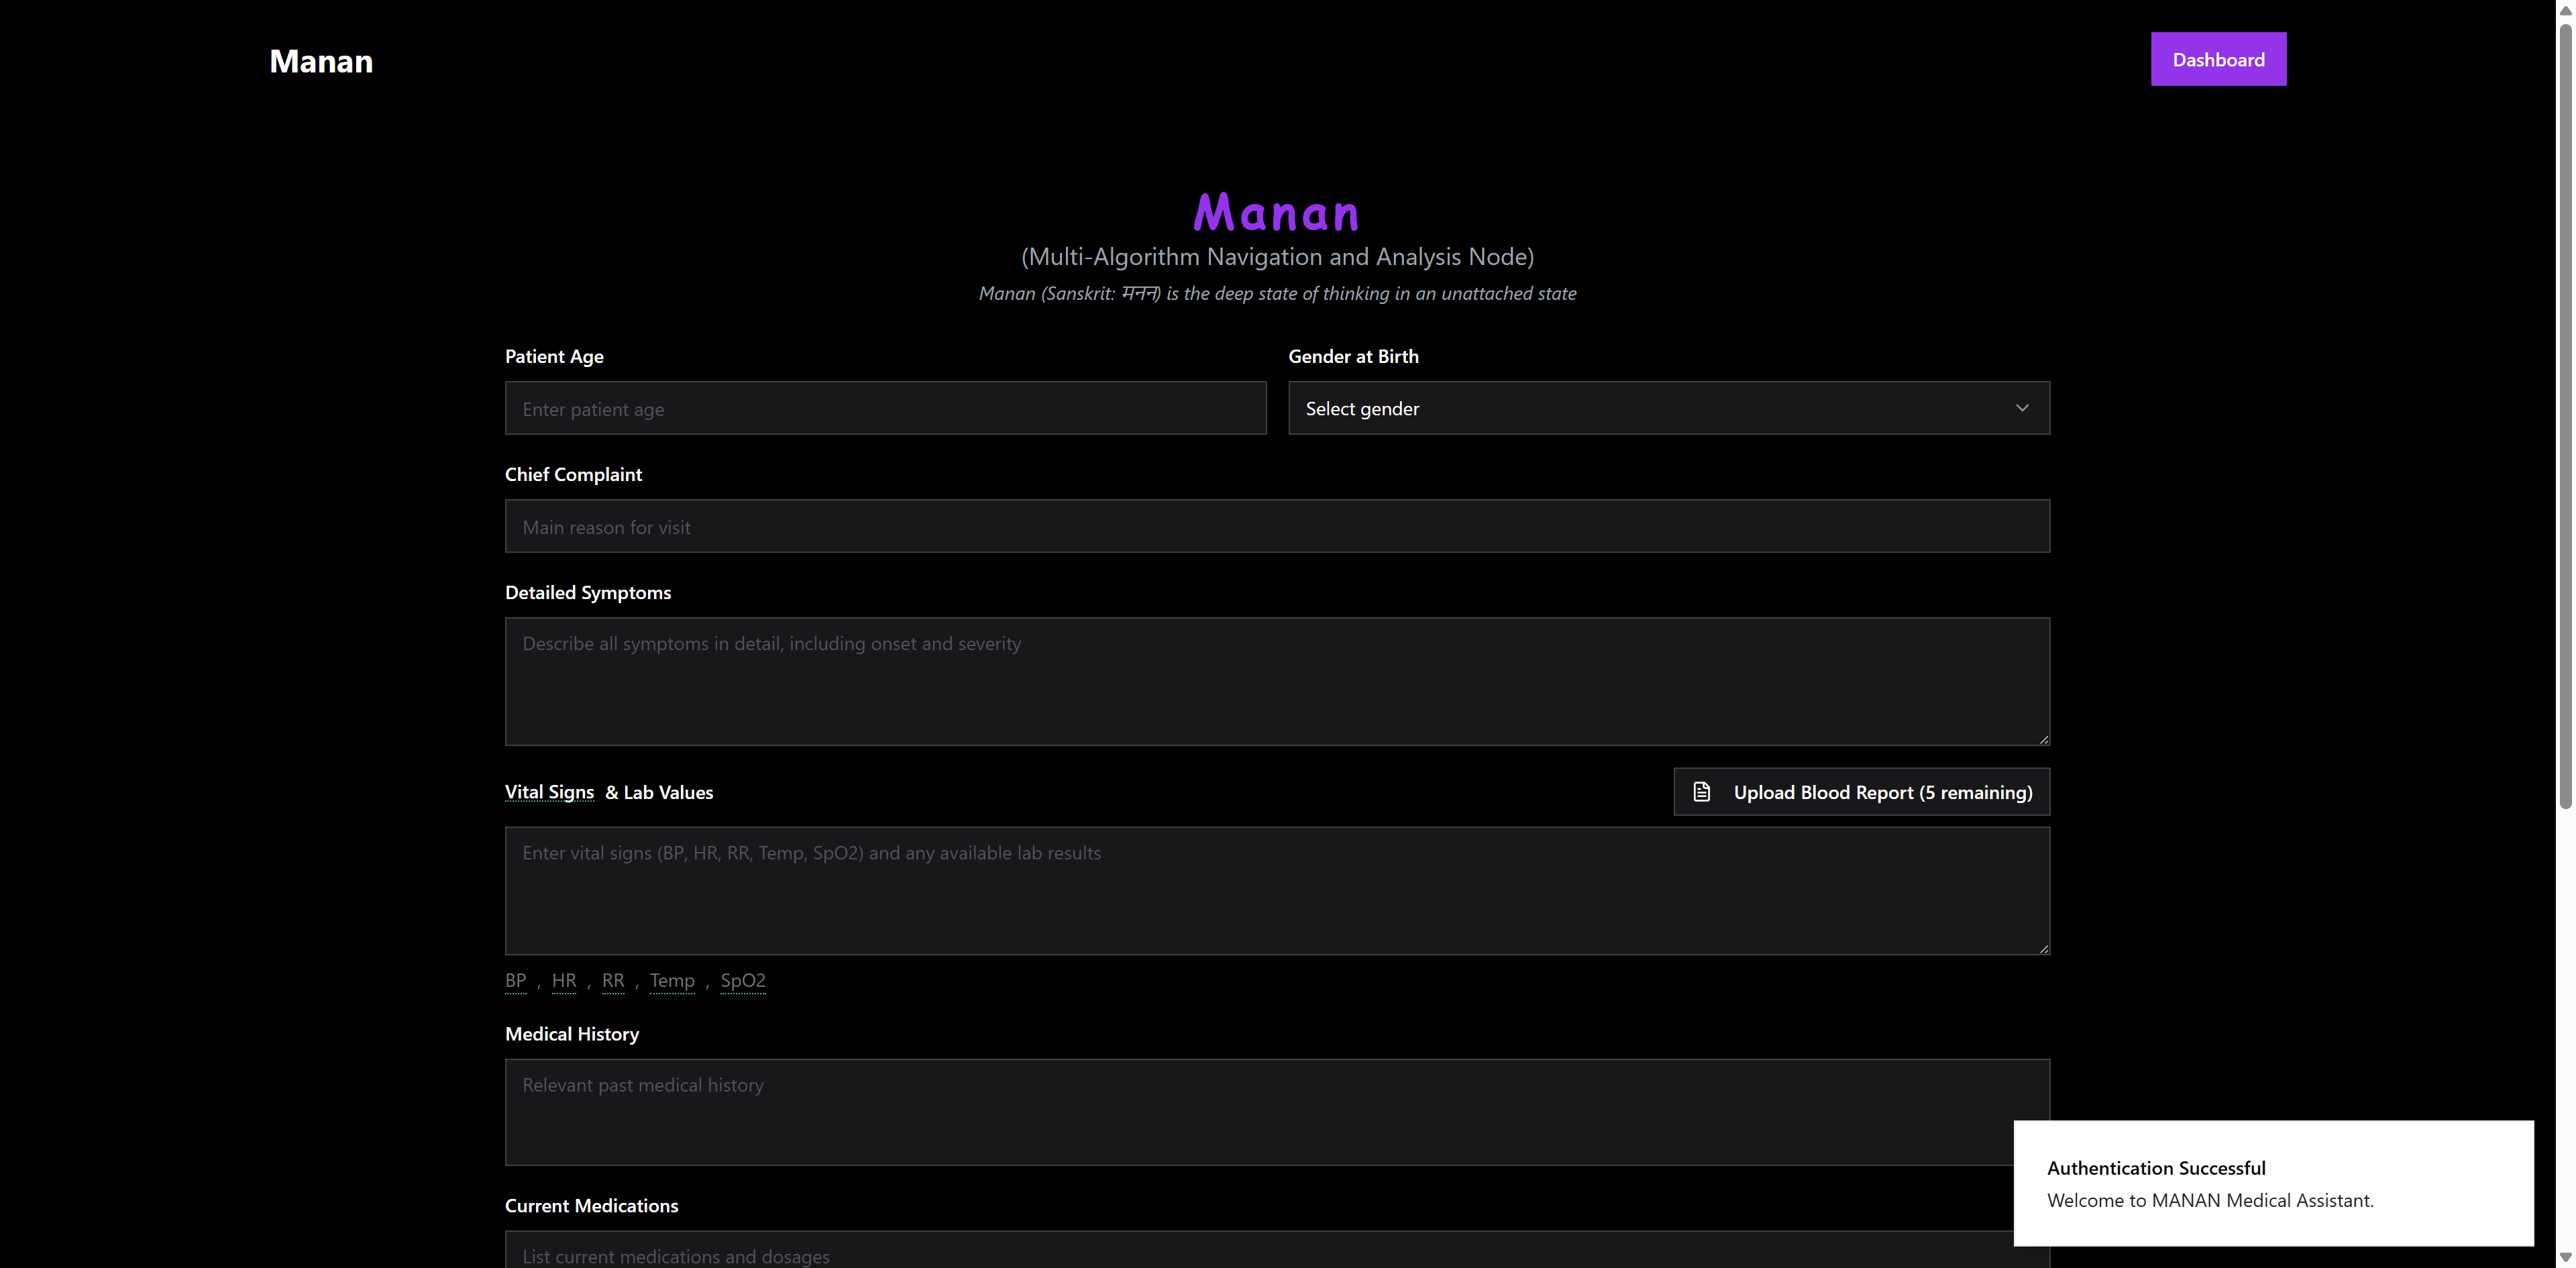 Manan
Dashboard
Manan
(Multi-Algorithm Navigation and Analysis Node)
Manan (Sanskrit: मनन) is the deep state of thinking in an unattached state
Patient Age
Gender at Birth
Enter patient age
Select gender
Chief Complaint
Main reason for visit
Detailed Symptoms
Describe all symptoms in detail, including onset and severity
Vital Signs & Lab Values
Upload Blood Report (5 remaining)
Enter vital signs (BP, HR, RR, Temp, SpO2) and any available lab results
BP , HR , RR , Temp , SpO2
Medical History
Relevant past medical history
Authentication Successful
Welcome to MANAN Medical Assistant.
Current Medications
List current medications and dosages